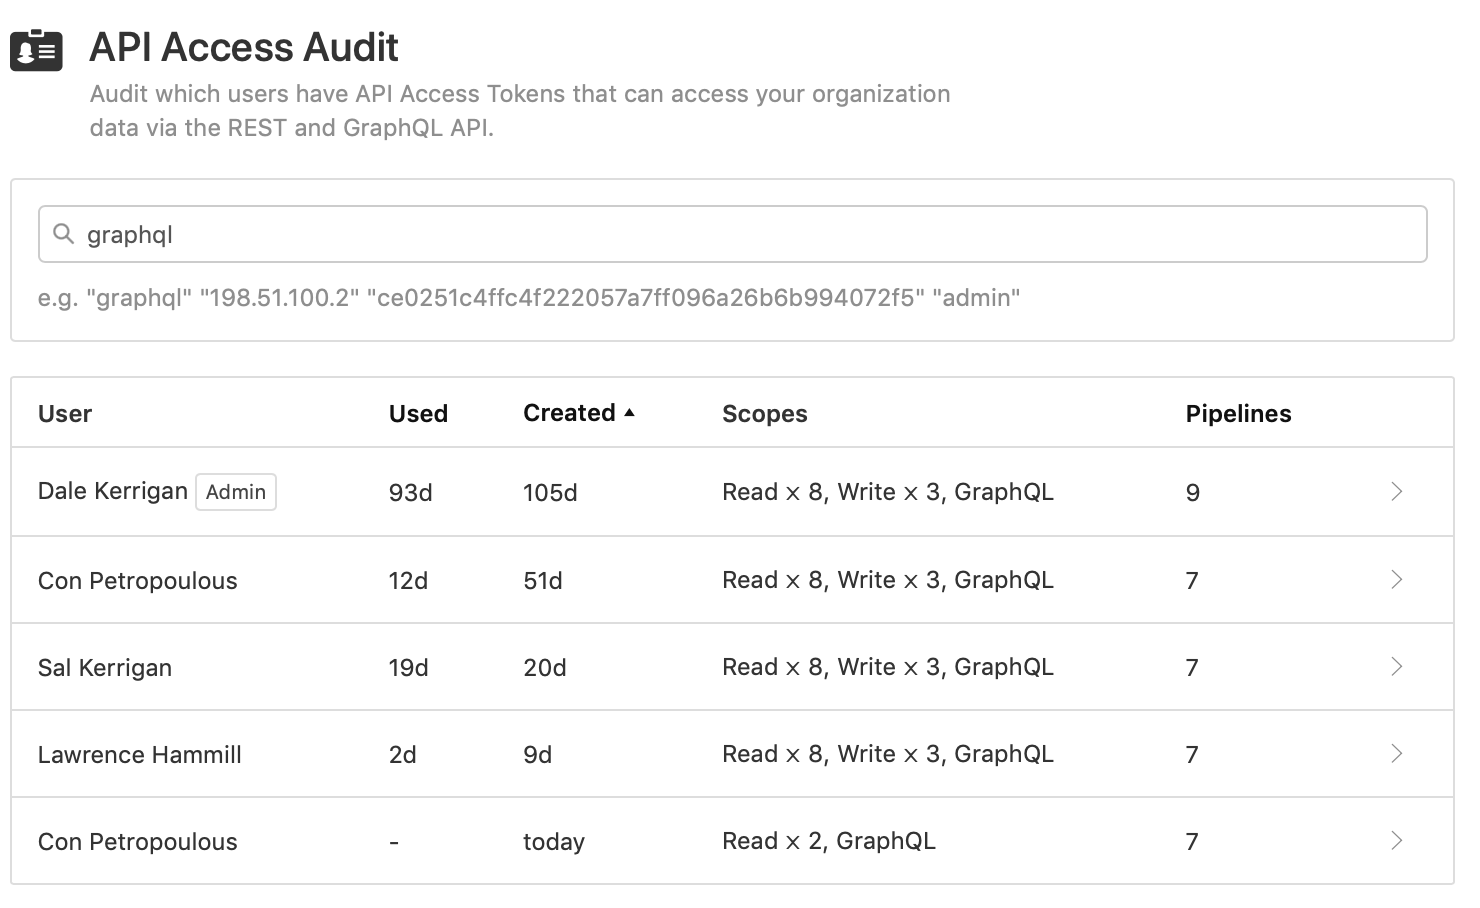 API Access Audit
Audit which users have API Access Tokens that can access your organization
data via the REST and GraphQL API.
graphql
e.g. "graphql" "198.51.100.2" "ce0251c4ffc4f222057a7ff096a26b6b994072f5" "admin"
User Used Created ▲ Scopes Pipelines
Dale Kerrigan Admin 93d 105d Read × 8, Write × 3, GraphQL 9
Con Petropoulous 12d 51d Read × 8, Write × 3, GraphQL 7
Sal Kerrigan 19d 20d Read × 8, Write × 3, GraphQL 7
Lawrence Hammill 2d 9d Read × 8, Write × 3, GraphQL 7
Con Petropoulous - today Read × 2, GraphQL 7